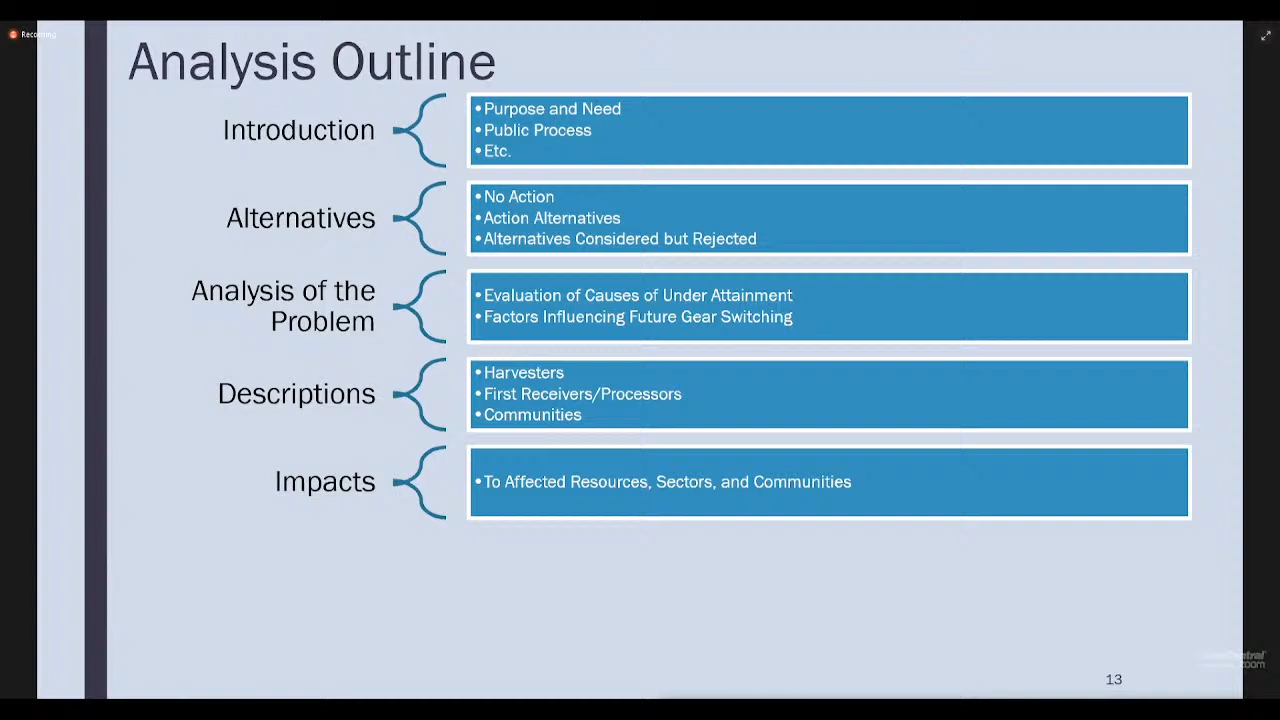 Recording
Analysis Outline
Introduction
•Purpose and Need
•Public Process
•Etc.
Alternatives
•No Action
•Action Alternatives
•Alternatives Considered but Rejected
Analysis of the
Problem
•Evaluation of Causes of Under Attainment
•Factors Influencing Future Gear Switching
Descriptions
•Harvesters
•First Receivers/Processors
•Communities
Impacts
•To Affected Resources, Sectors, and Communities
zoom
13